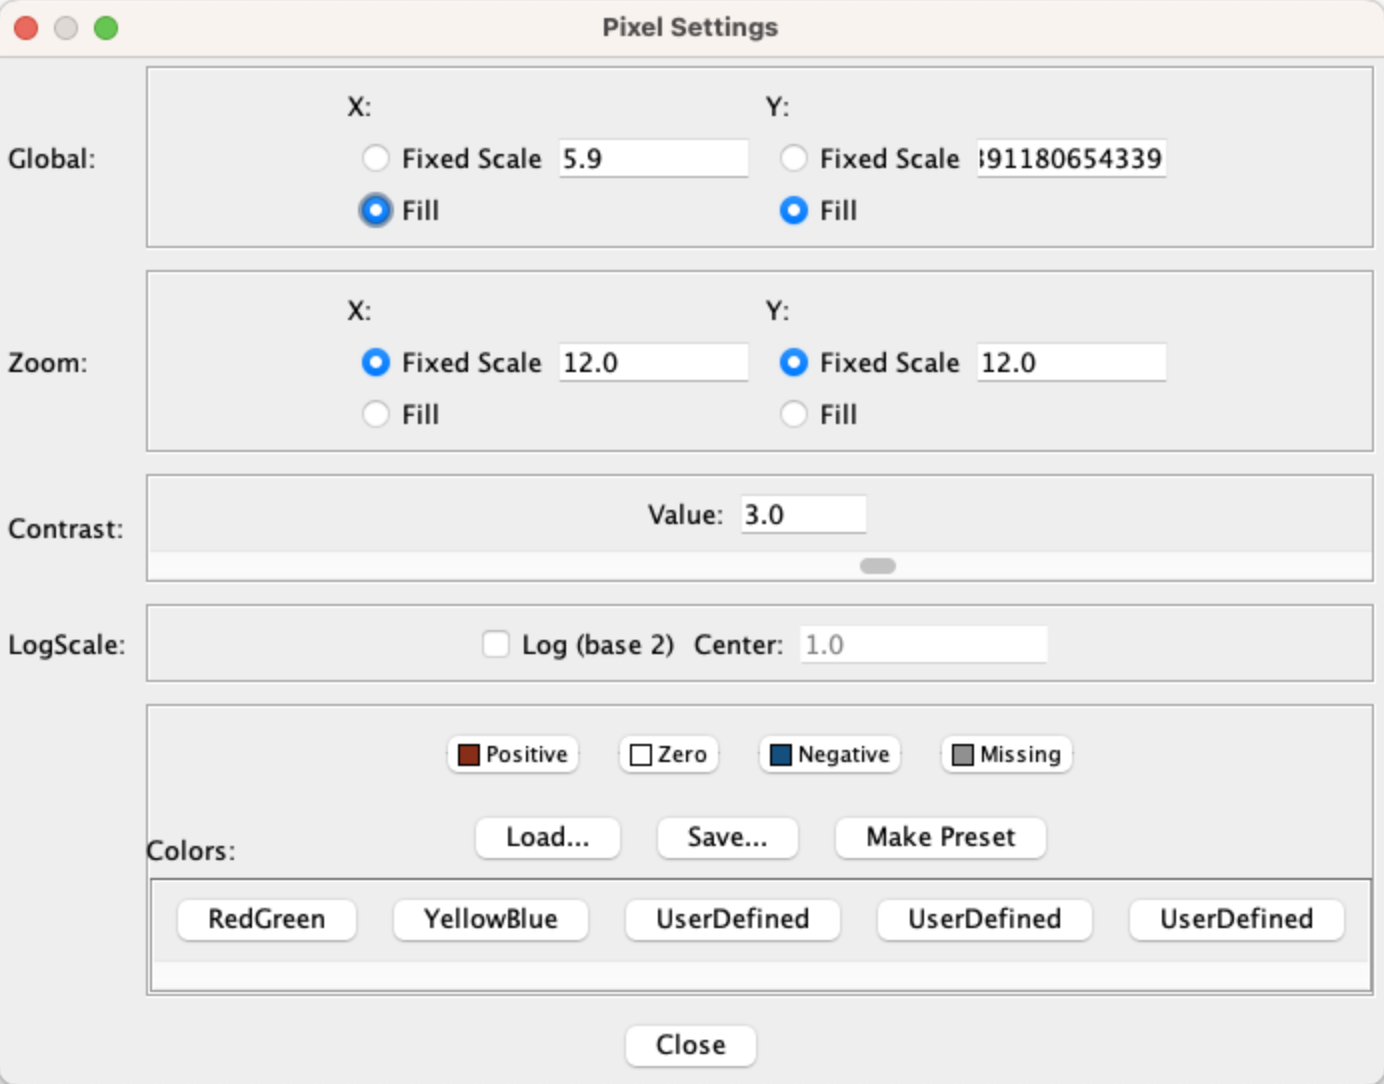 Pixel Settings
X: Y:
Global: Fixed Scale 5.9 Fixed Scale 391180654339
Fill Fill
X: Y:
Zoom: Fixed Scale 12.0 Fixed Scale 12.0
Fill Fill
Value: 3.0
Contrast:
LogScale: Log (base 2) Center: 1.0
Positive Zero Negative Missing
Load... Save... Make Preset
Colors:
RedGreen YellowBlue UserDefined UserDefined UserDefined
Close